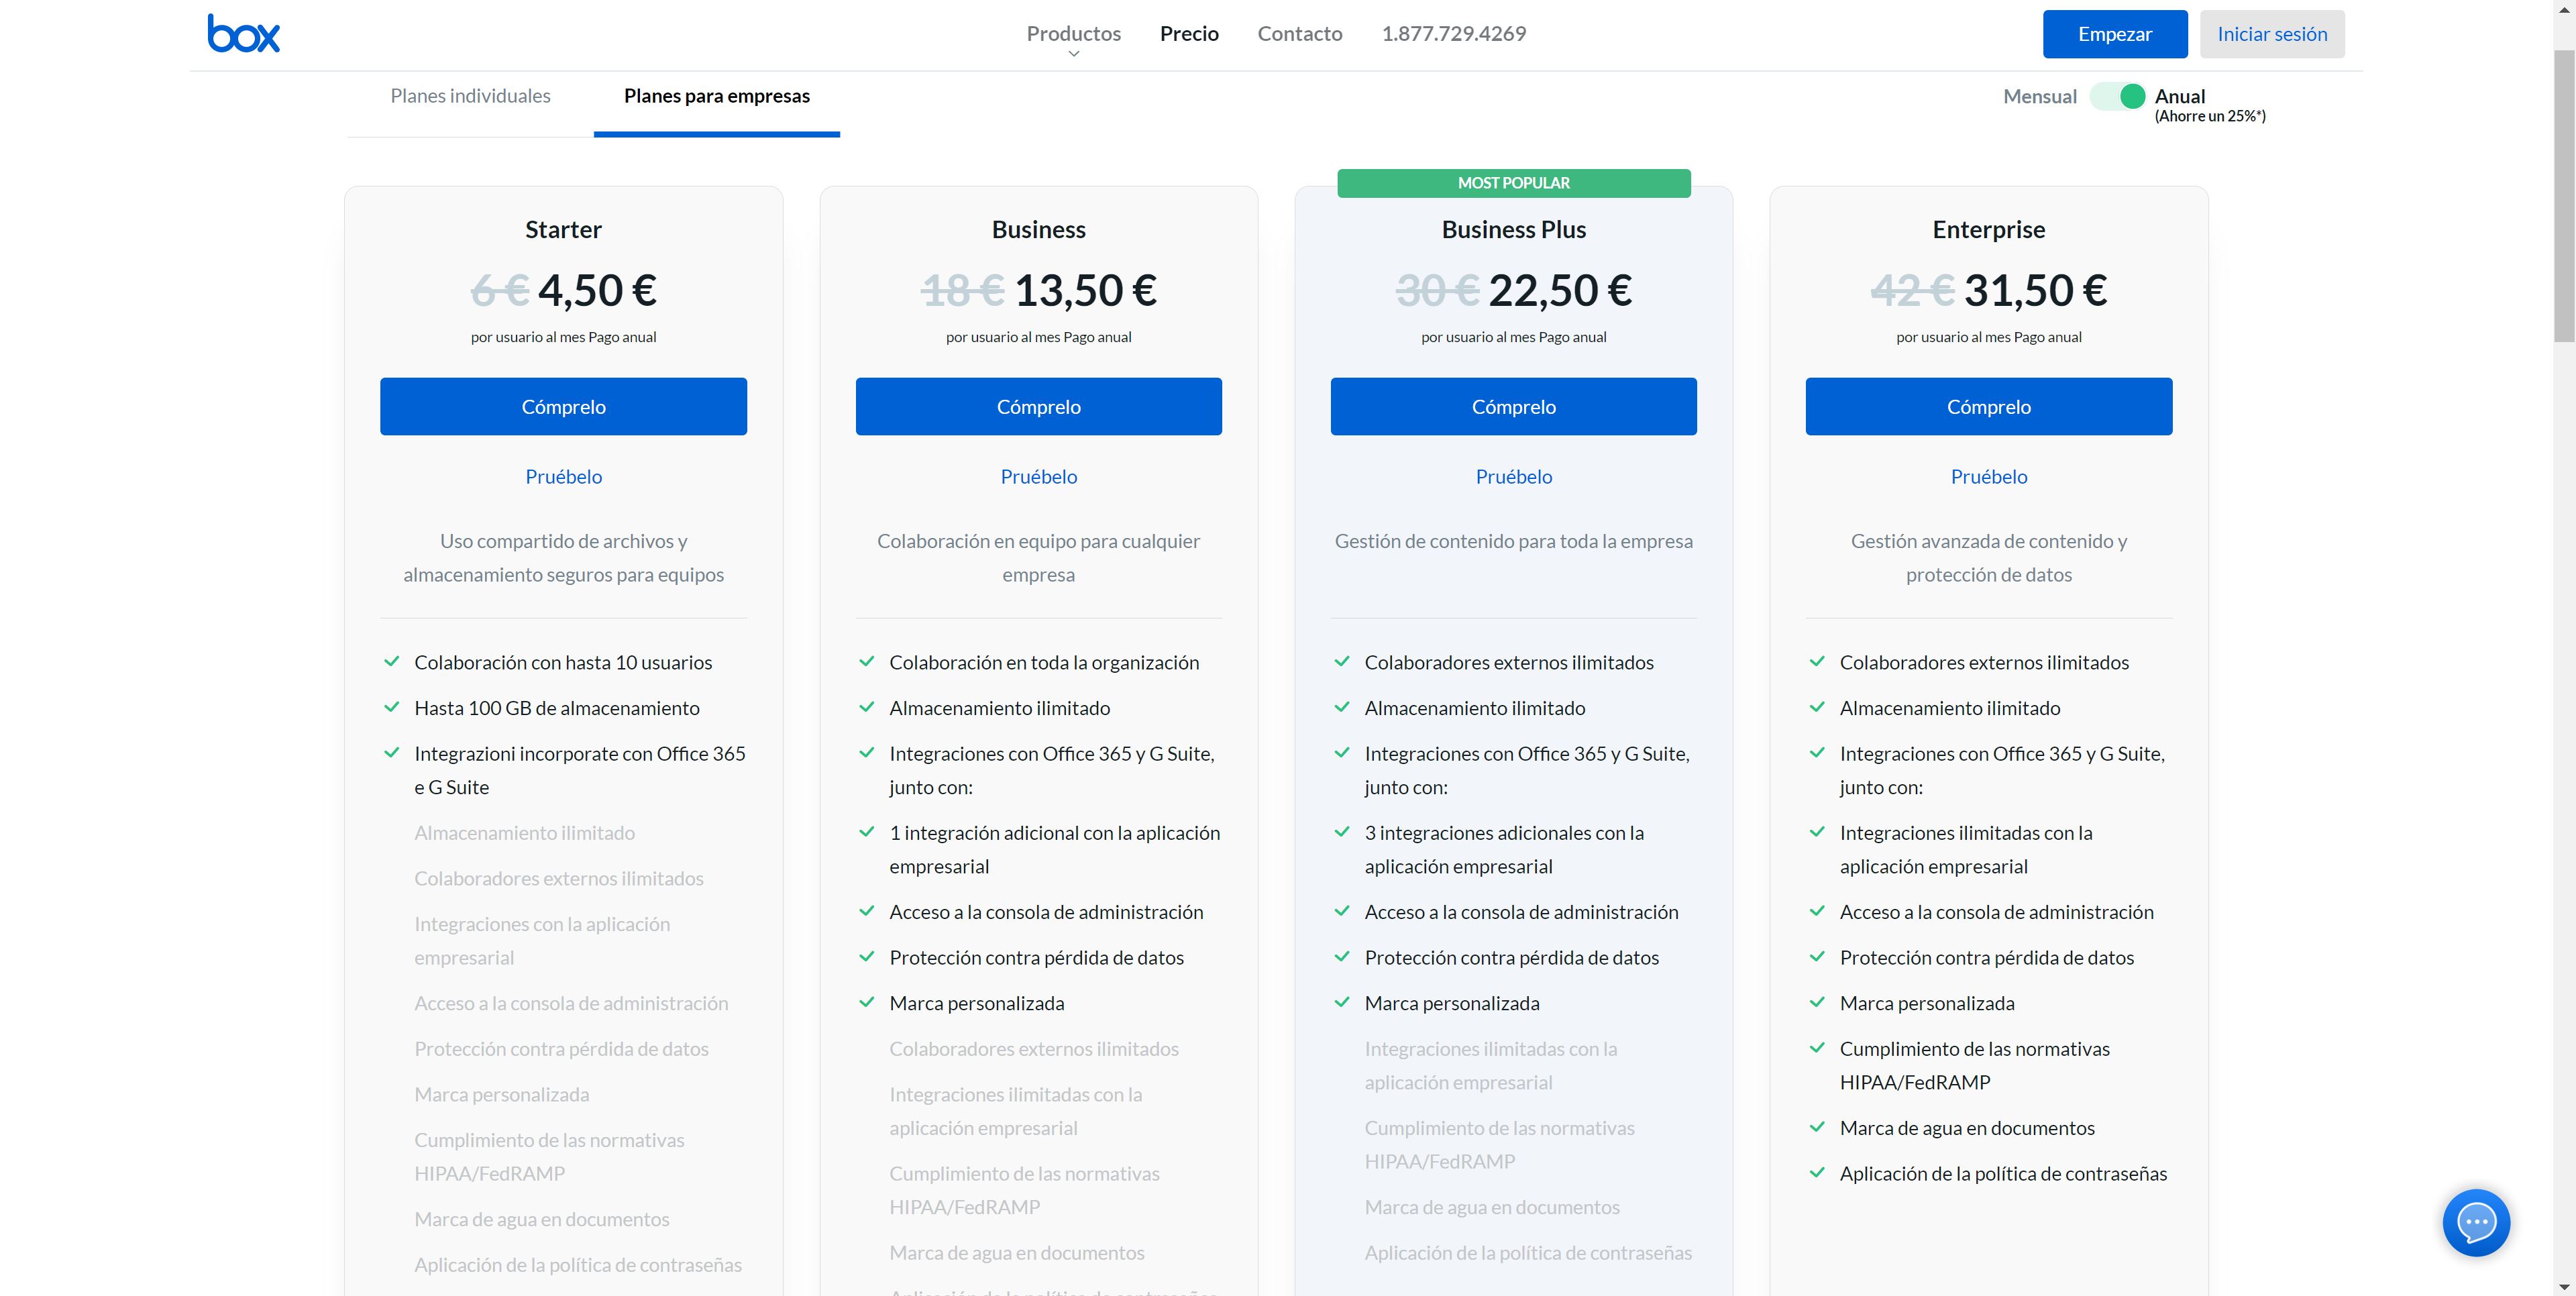 box
Productos
Precio
Contacto
1.877.729.4269
Empezar
Iniciar sesión
Planes individuales
Planes para empresas
Mensual
Anual
(Ahorre un 25%*)
Starter
6 € 4,50 €
por usuario al mes Pago anual
Cómprelo
Pruébelo
Uso compartido de archivos y
almacenamiento seguros para equipos
Colaboración con hasta 10 usuarios
Hasta 100 GB de almacenamiento
Integrazioni incorporate con Office 365
e G Suite
Almacenamiento ilimitado
Colaboradores externos ilimitados
Integraciones con la aplicación
empresarial
Acceso a la consola de administración
Protección contra pérdida de datos
Marca personalizada
Cumplimiento de las normativas
HIPAA/FedRAMP
Marca de agua en documentos
Aplicación de la política de contraseñas
Business
18 € 13,50 €
por usuario al mes Pago anual
Cómprelo
Pruébelo
Colaboración en equipo para cualquier
empresa
Colaboración en toda la organización
Almacenamiento ilimitado
Integraciones con Office 365 y G Suite,
junto con:
1 integración adicional con la aplicación
empresarial
Acceso a la consola de administración
Protección contra pérdida de datos
Marca personalizada
Colaboradores externos ilimitados
Integraciones ilimitadas con la
aplicación empresarial
Cumplimiento de las normativas
HIPAA/FedRAMP
Marca de agua en documentos
MOST POPULAR
Business Plus
30 € 22,50 €
por usuario al mes Pago anual
Cómprelo
Pruébelo
Gestión de contenido para toda la empresa
Colaboradores externos ilimitados
Almacenamiento ilimitado
Integraciones con Office 365 y G Suite,
junto con:
3 integraciones adicionales con la
aplicación empresarial
Acceso a la consola de administración
Protección contra pérdida de datos
Marca personalizada
Integraciones ilimitadas con la
aplicación empresarial
Cumplimiento de las normativas
HIPAA/FedRAMP
Marca de agua en documentos
Aplicación de la política de contraseñas
Enterprise
42 € 31,50 €
por usuario al mes Pago anual
Cómprelo
Pruébelo
Gestión avanzada de contenido y
protección de datos
Colaboradores externos ilimitados
Almacenamiento ilimitado
Integraciones con Office 365 y G Suite,
junto con:
Integraciones ilimitadas con la
aplicación empresarial
Acceso a la consola de administración
Protección contra pérdida de datos
Marca personalizada
Cumplimiento de las normativas
HIPAA/FedRAMP
Marca de agua en documentos
Aplicación de la política de contraseñas